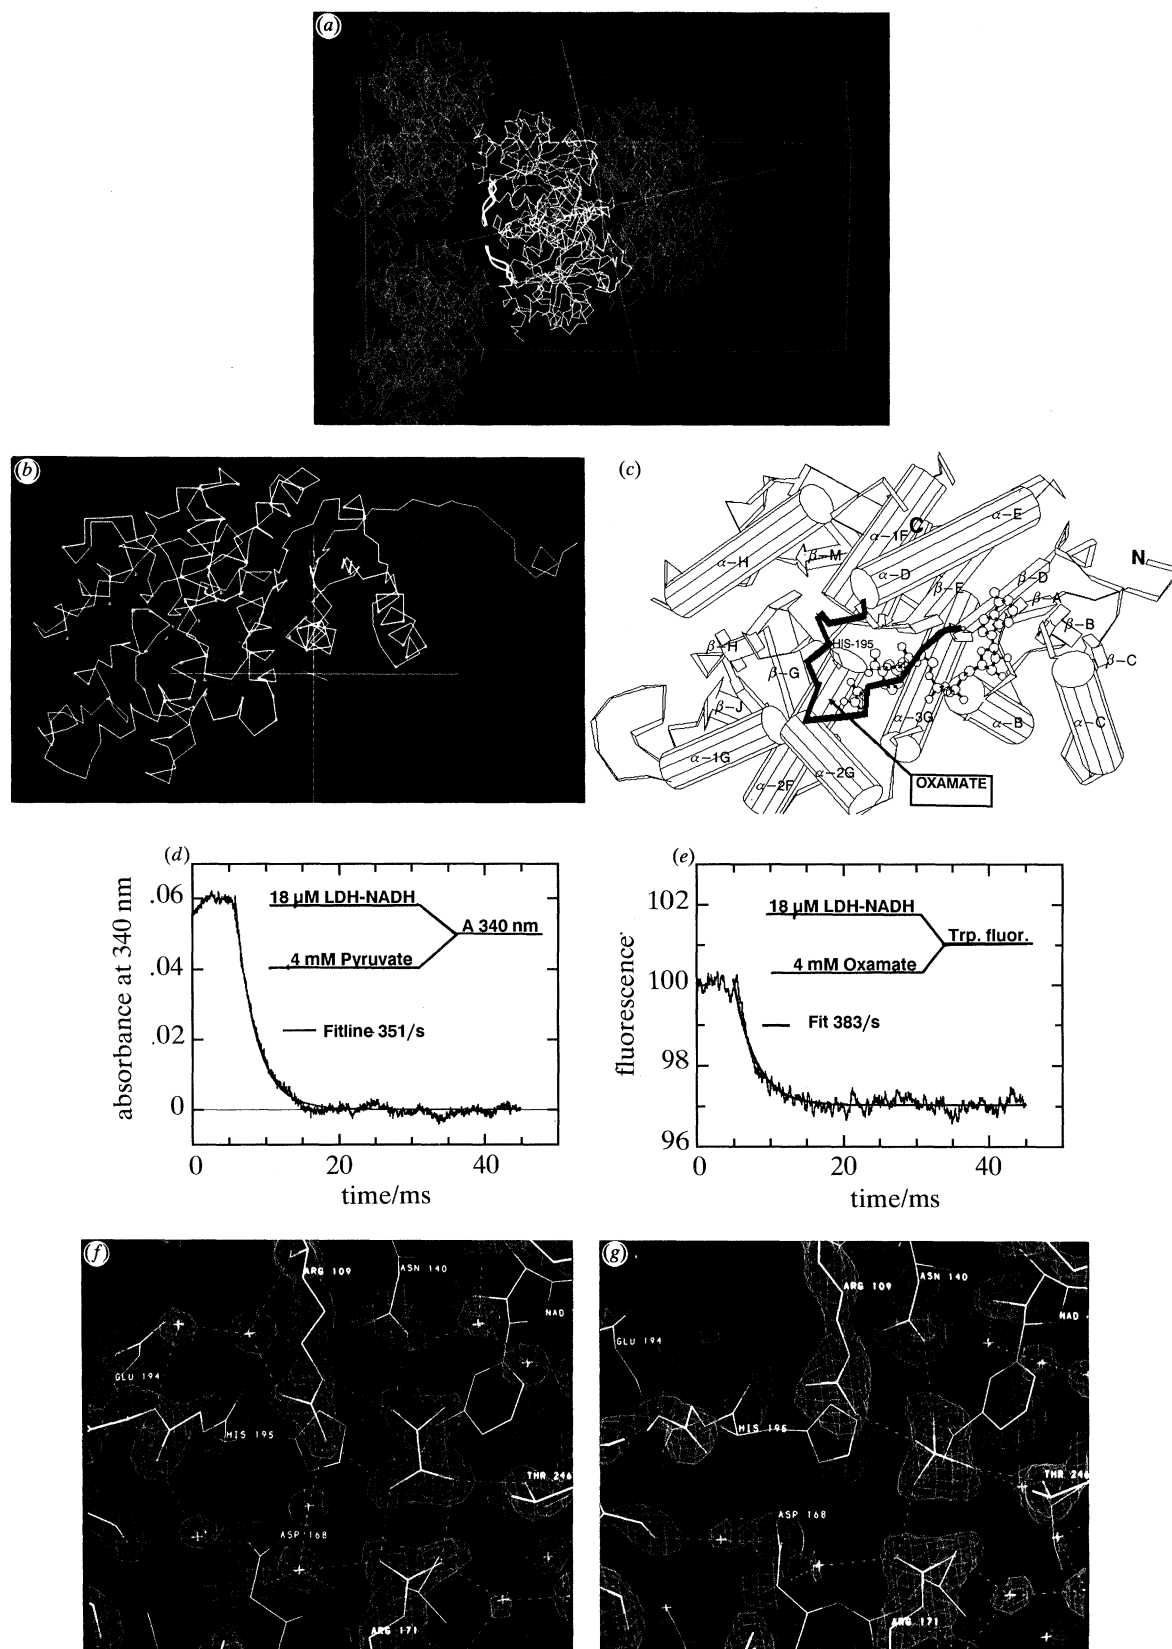 (a)
(b)
(c)
α–1F
C
α–E
α–H
β–M
α–D
β–E
β–D
N
β–A
β–B
β–H
HIS-195
β–G
β–C
β–J
α–3G
α–B
α–C
α–1G
α–2F
α–2G
OXAMATE
(d)
.06
.04
.02
0
absorbance at 340 nm
18 µM LDH-NADH
A 340 nm
4 mM Pyruvate
Fitline 351/s
0
20
40
time/ms
(e)
102
100
98
96
fluorescence
18 µM LDH-NADH
Trp. fluor.
4 mM Oxamate
Fit 383/s
0
20
40
time/ms
(f)
ARG 109
ASN 140
NAD
GLU 194
HIS 195
THR 246
ASP 168
ARG 171
(g)
ARG 109
ASN 140
NAD
GLU 194
HIS 195
THR 246
ASP 168
ARG 171